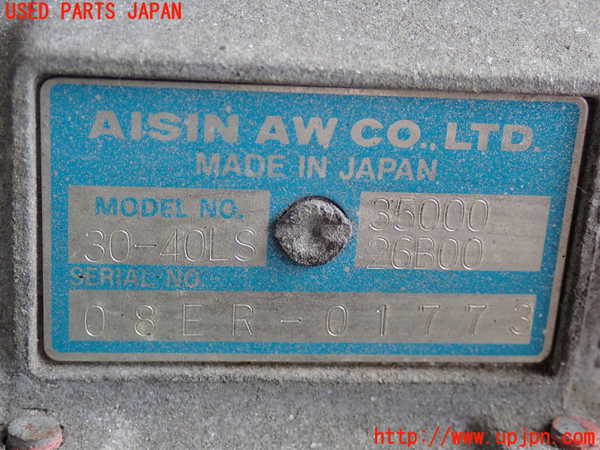 USED PARTS JAPAN
AISIN AW CO., LTD.
MADE IN JAPAN
MODEL NO.
30-40LS
35000
26B00
SERIAL NO.
08ER-01773
http://www.upjpn.com/